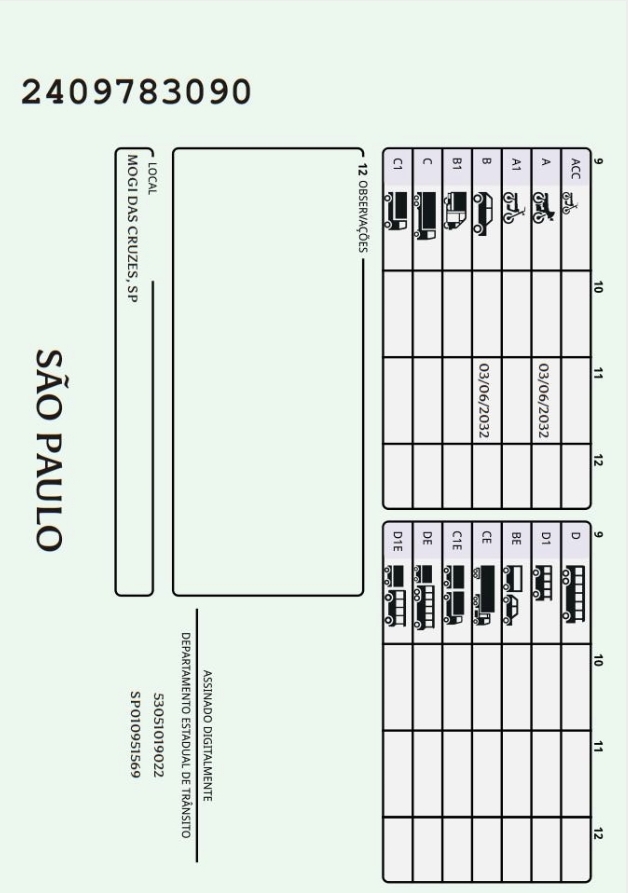 2409783090
9 10 11 12
ACC
A 03/06/2032
A1
B 03/06/2032
B1
C
C1
9 10 11 12
D
D1
BE
CE
C1E
DE
D1E
12 OBSERVAÇÕES
LOCAL
MOGI DAS CRUZES, SP
ASSINADO DIGITALMENTE
DEPARTAMENTO ESTADUAL DE TRÂNSITO
53051019022
SP010951569
SÃO PAULO